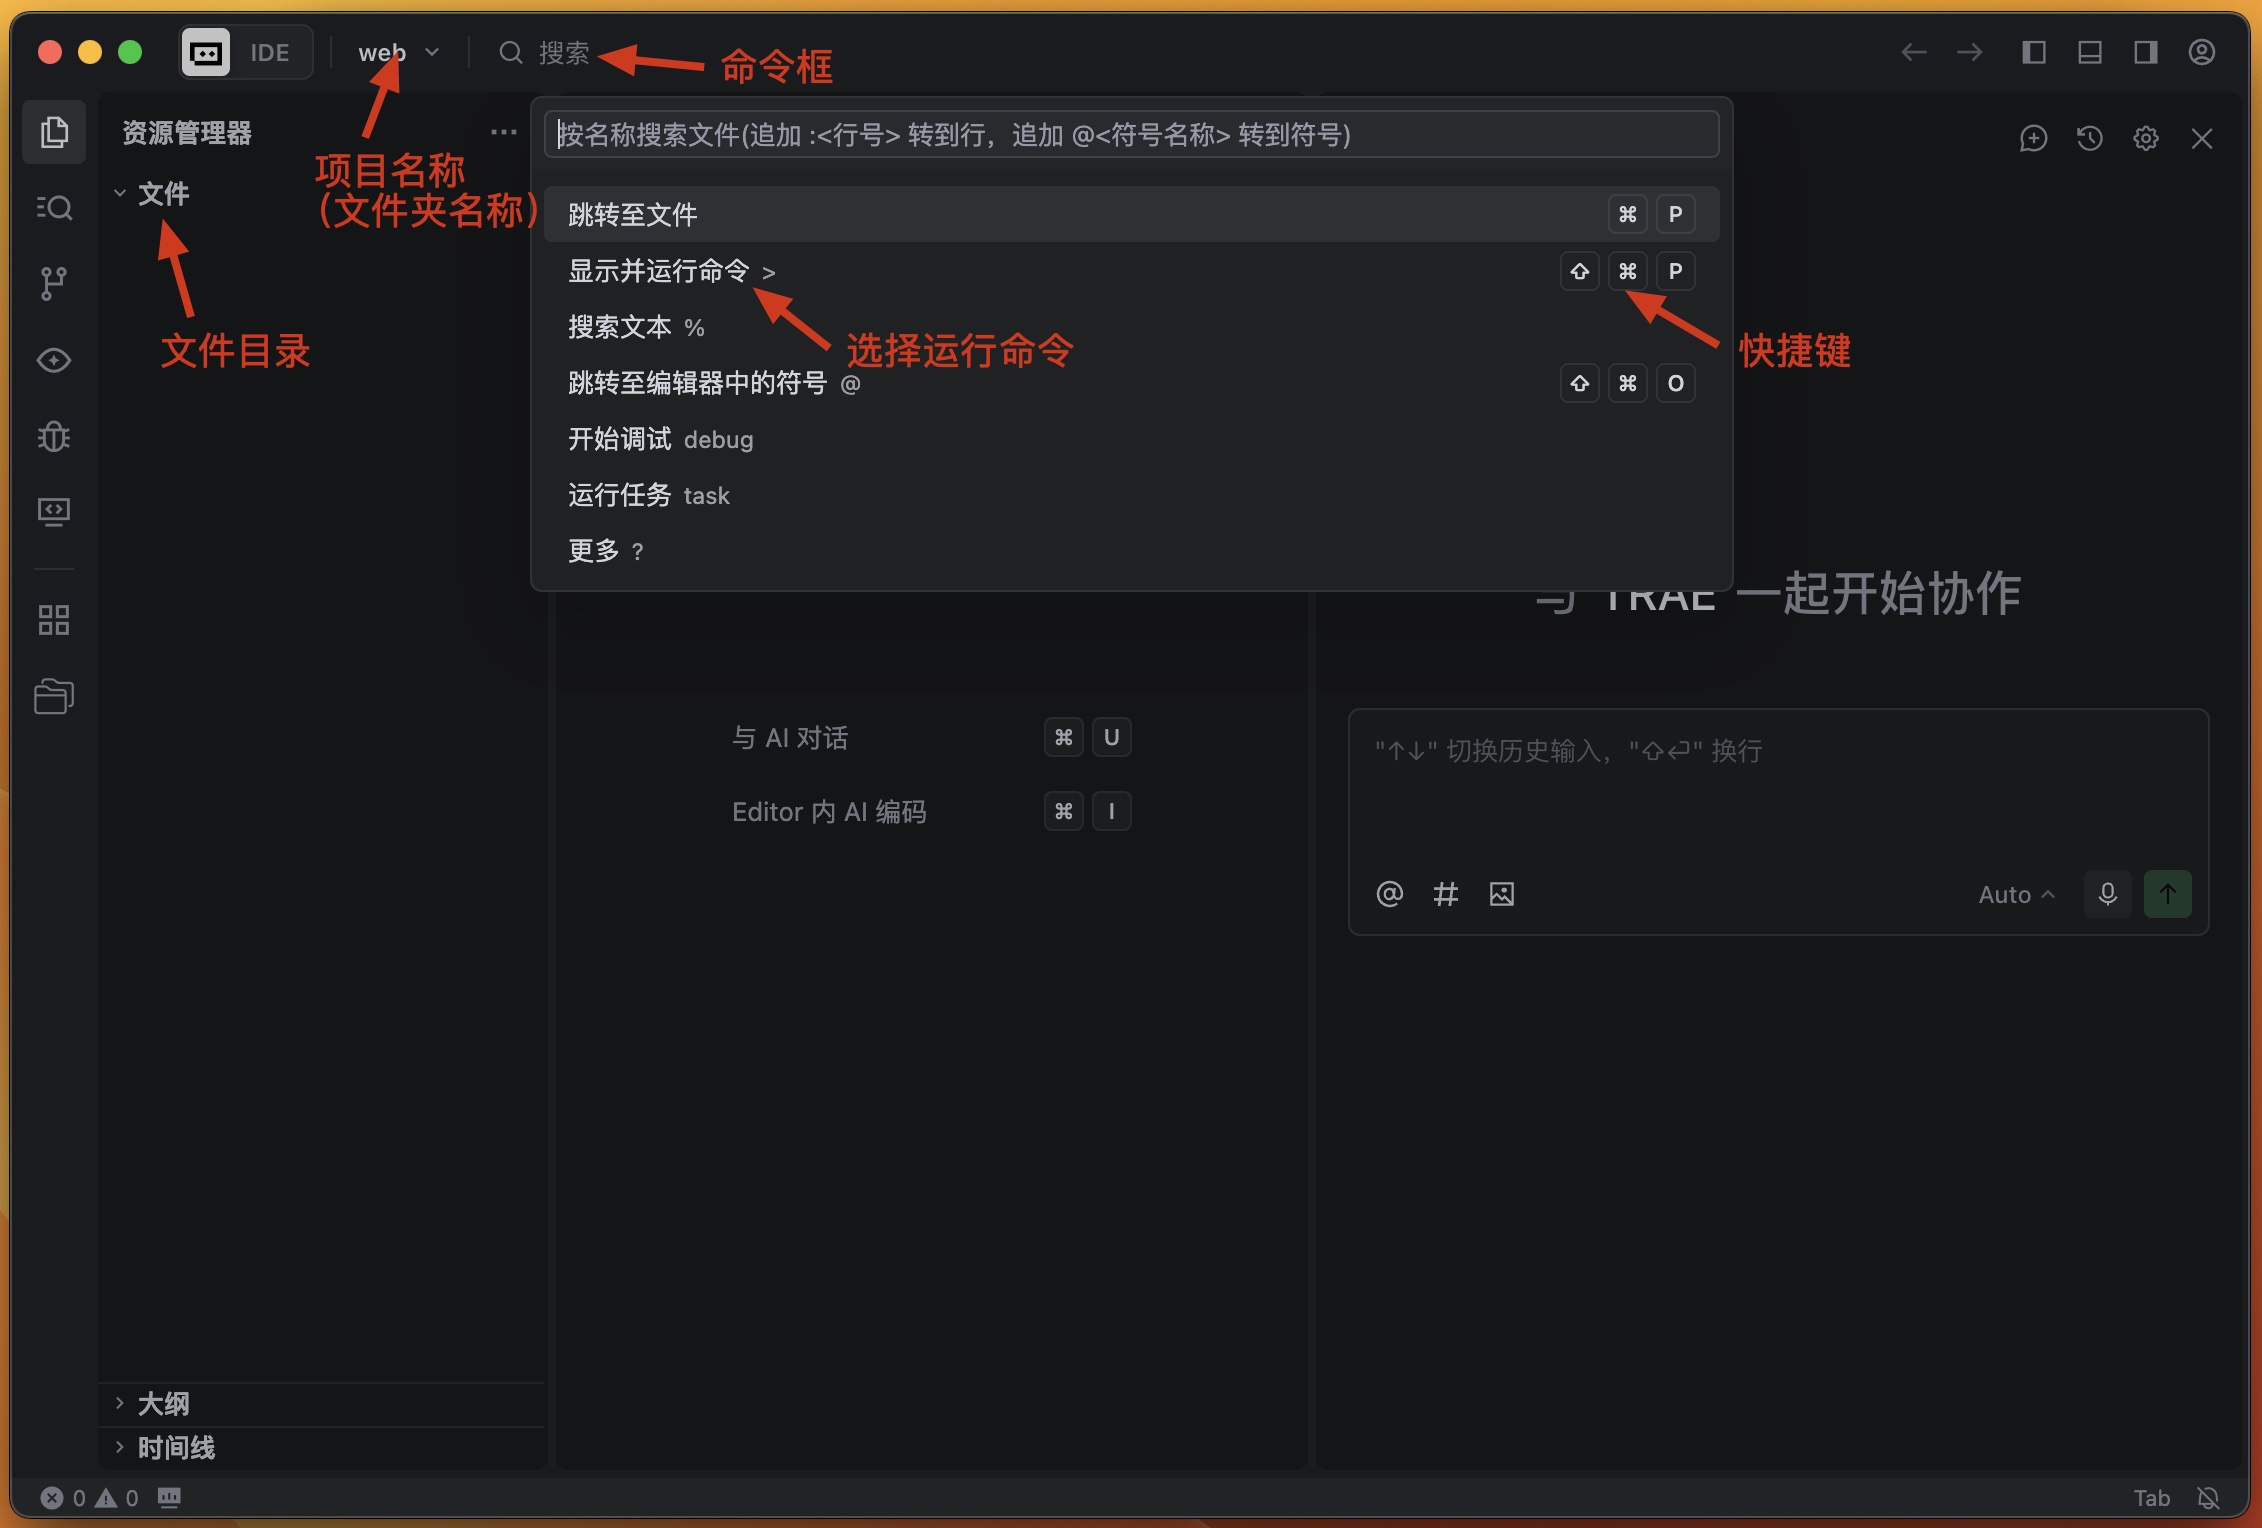 IDE
web
搜索
命令框
资源管理器
项目名称
（文件夹名称）
文件
文件目录
按名称搜索文件(追加 :<行号> 转到行，追加 @<符号名称> 转到符号)
跳转至文件 ⌘ P
显示并运行命令 > ⇧ ⌘ P
搜索文本 %
选择运行命令
快捷键
跳转至编辑器中的符号 @ ⇧ ⌘ O
开始调试 debug
运行任务 task
更多 ?
与 TRAE 一起开始协作
与 AI 对话 ⌘ U
Editor 内 AI 编码 ⌘ I
"↑↓" 切换历史输入，"⇧⏎" 换行
@ #
Auto
大纲
时间线
0 0
Tab